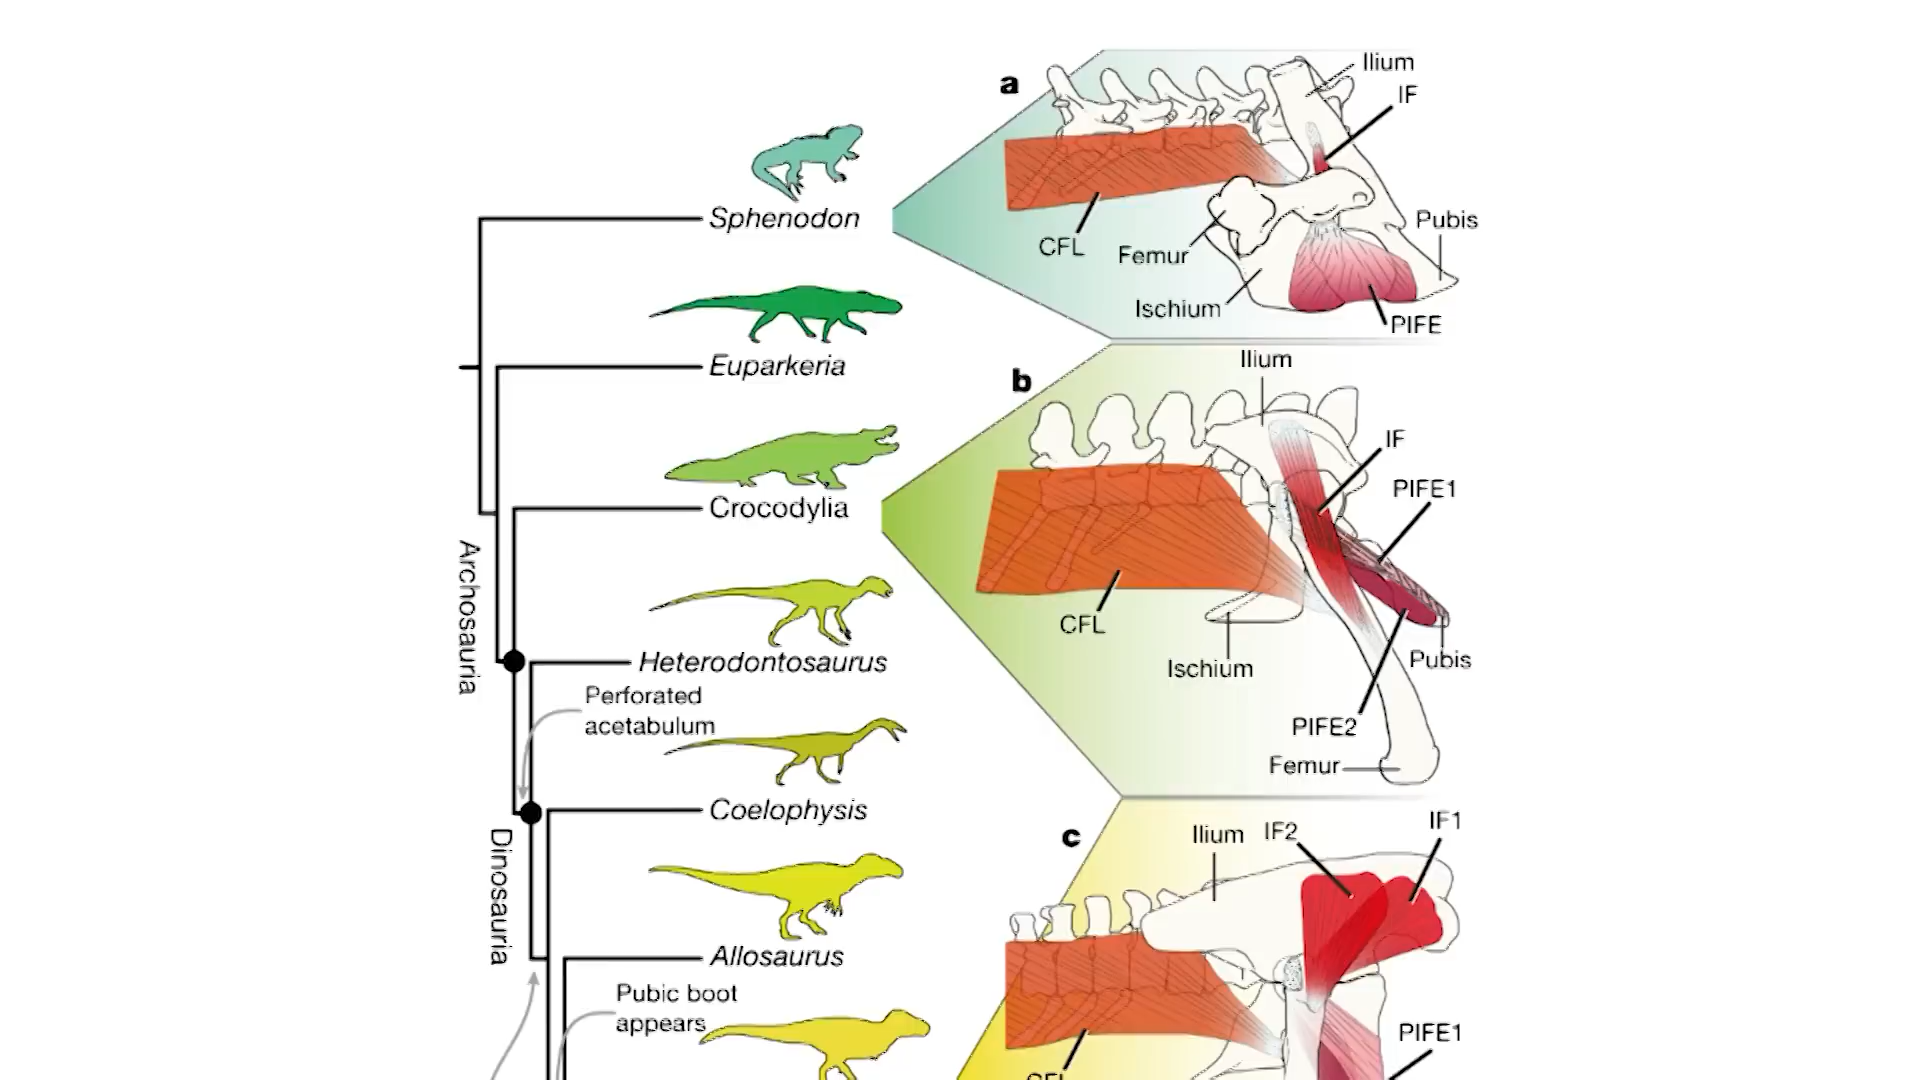 a
Ilium
IF
Sphenodon
CFL
Femur
Pubis
Ischium
PIFE
Euparkeria
b
Ilium
IF
PIFE1
Crocodylia
CFL
Ischium
Pubis
PIFE2
Femur
Archosauria
Heterodontosaurus
Perforated
acetabulum
Coelophysis
Dinosauria
c
Ilium
IF2
IF1
Allosaurus
Pubic boot
appears
PIFE1
CFL